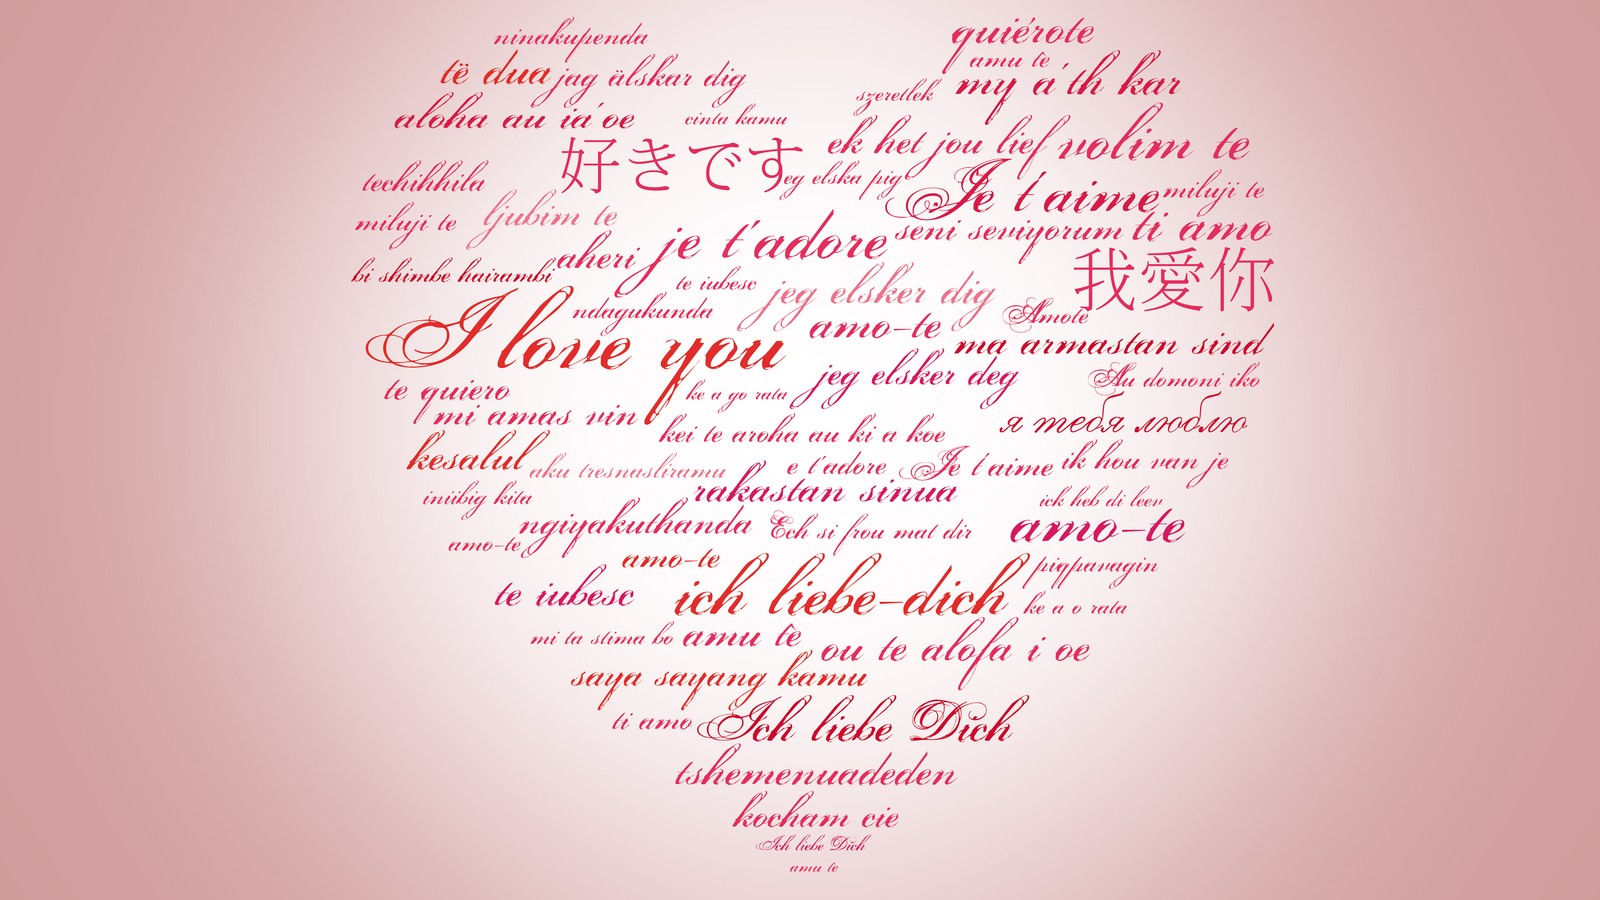 ninakupenda quiérote
të dua jag älskar dig amu te
szeretlek my a' th kar
aloha au ia' oe cinta kamu
好きです ek het jou lief volim te
techihhila eg elska pig Je t'aime miluji te
miluji te ljubim te je t'adore seni seviyorum ti amo
bi shimbe hairambi aheri te iubesc jeg elsker dig 我愛你
ndagukunda amo-te Amote
I love you ma armastan sind
te quiero ke a go rata jeg elsker deg Au domoni iko
mi amas vin kei te aroha au ki a koe я тебя люблю
kesalul aku tresnasliramu e t'adore Je t'aime ik hou van je
iniibig kita rakastan sinua ick heb di leev
ngiyakuthanda Ech si frou mat dir amo-te
amo-te amo-te piqpavagin
te iubesc ich liebe-dich ke a o rata
mi ta stima bo amu te ou te alofa i oe
saya sayang kamu
ti amo Ich liebe Dich
tshemenuadeden
kocham cie
Ich liebe Dich
amu te